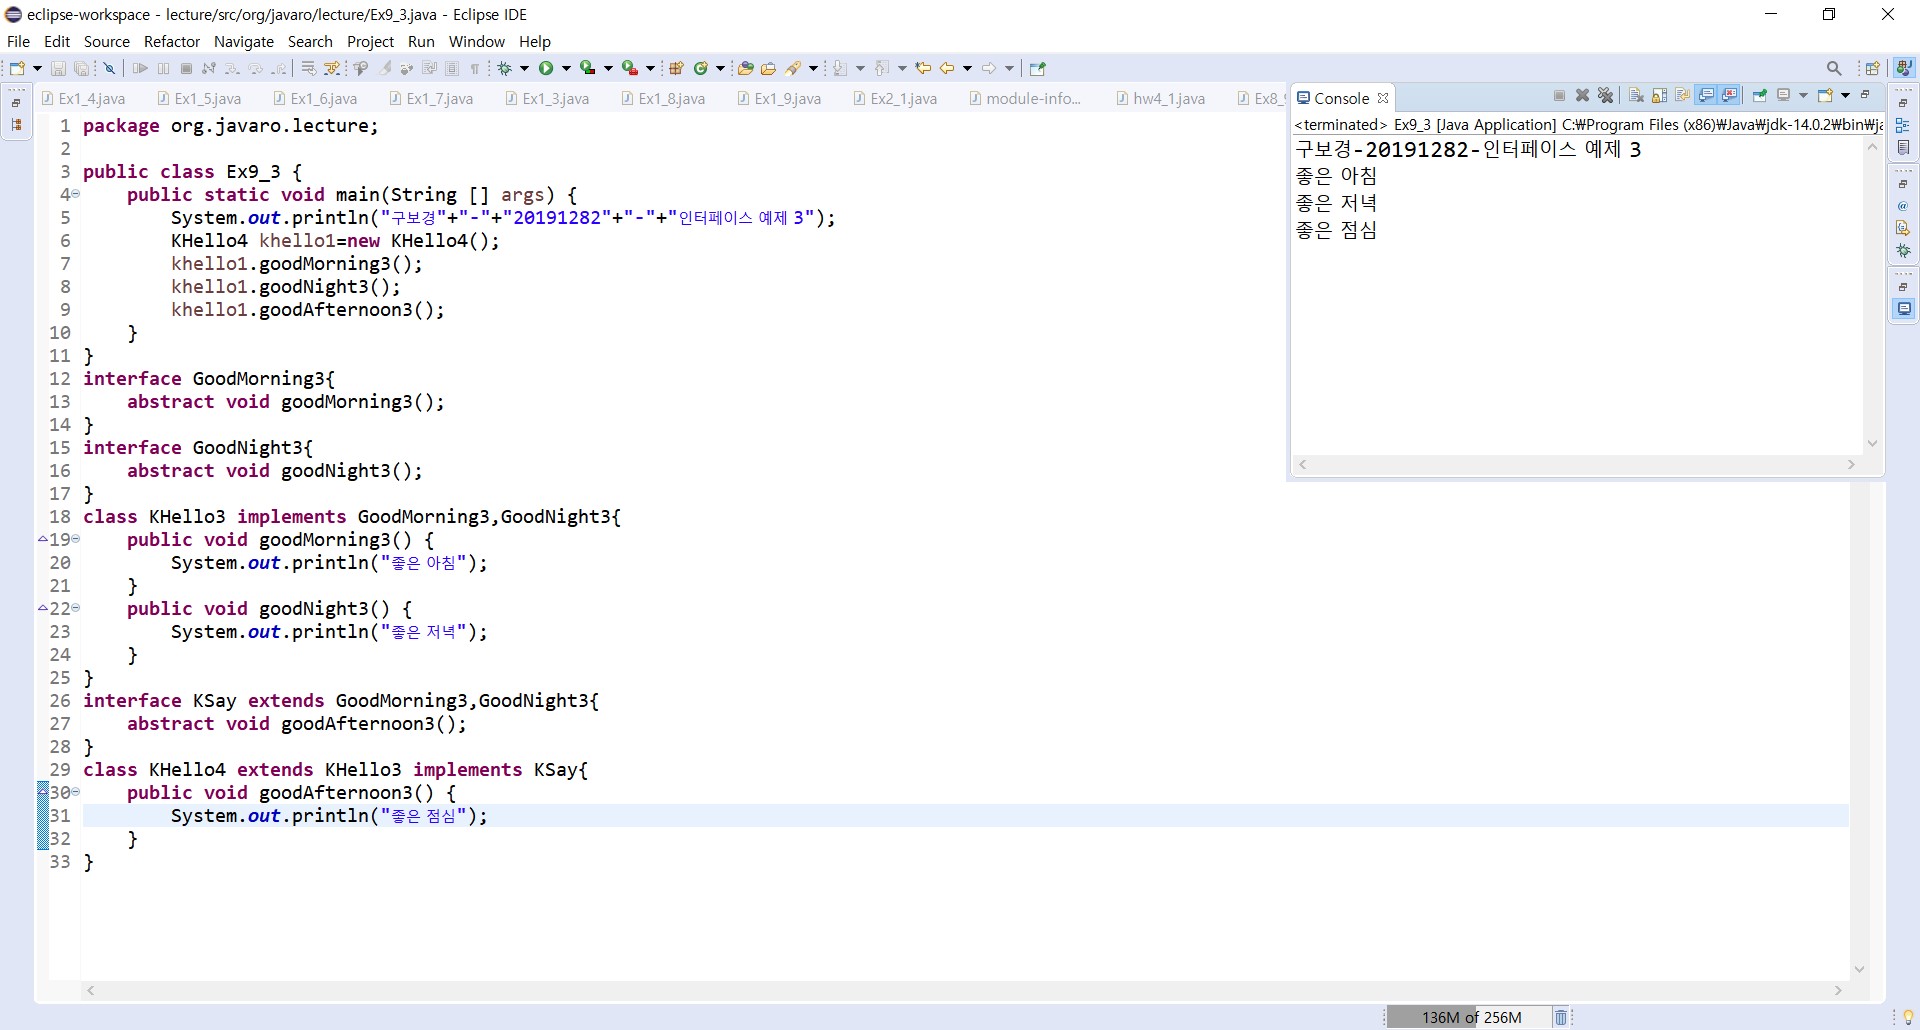 eclipse-workspace - lecture/src/org/javaro/lecture/Ex9_3.java - Eclipse IDE
File Edit Source Refactor Navigate Search Project Run Window Help
Ex1_4.java Ex1_5.java Ex1_6.java Ex1_7.java Ex1_3.java Ex1_8.java Ex1_9.java Ex2_1.java module-info... hw4_1.java
1 package org.javaro.lecture;
2
3 public class Ex9_3 {
4 public static void main(String [] args) {
5 System.out.println("구보경"+"-"+"20191282"+"-"+"인터페이스 예제 3");
6 KHello4 khello1=new KHello4();
7 khello1.goodMorning3();
8 khello1.goodNight3();
9 khello1.goodAfternoon3();
10 }
11 }
12 interface GoodMorning3{
13 abstract void goodMorning3();
14 }
15 interface GoodNight3{
16 abstract void goodNight3();
17 }
18 class KHello3 implements GoodMorning3,GoodNight3{
19 public void goodMorning3() {
20 System.out.println("좋은 아침");
21 }
22 public void goodNight3() {
23 System.out.println("좋은 저녁");
24 }
25 }
26 interface KSay extends GoodMorning3,GoodNight3{
27 abstract void goodAfternoon3();
28 }
29 class KHello4 extends KHello3 implements KSay{
30 public void goodAfternoon3() {
31 System.out.println("좋은 점심");
32 }
33 }
Console
<terminated> Ex9_3 [Java Application] C:₩Program Files (x86)₩Java₩jdk-14.0.2₩bin₩
구보경-20191282-인터페이스 예제 3
좋은 아침
좋은 저녁
좋은 점심
136M of 256M